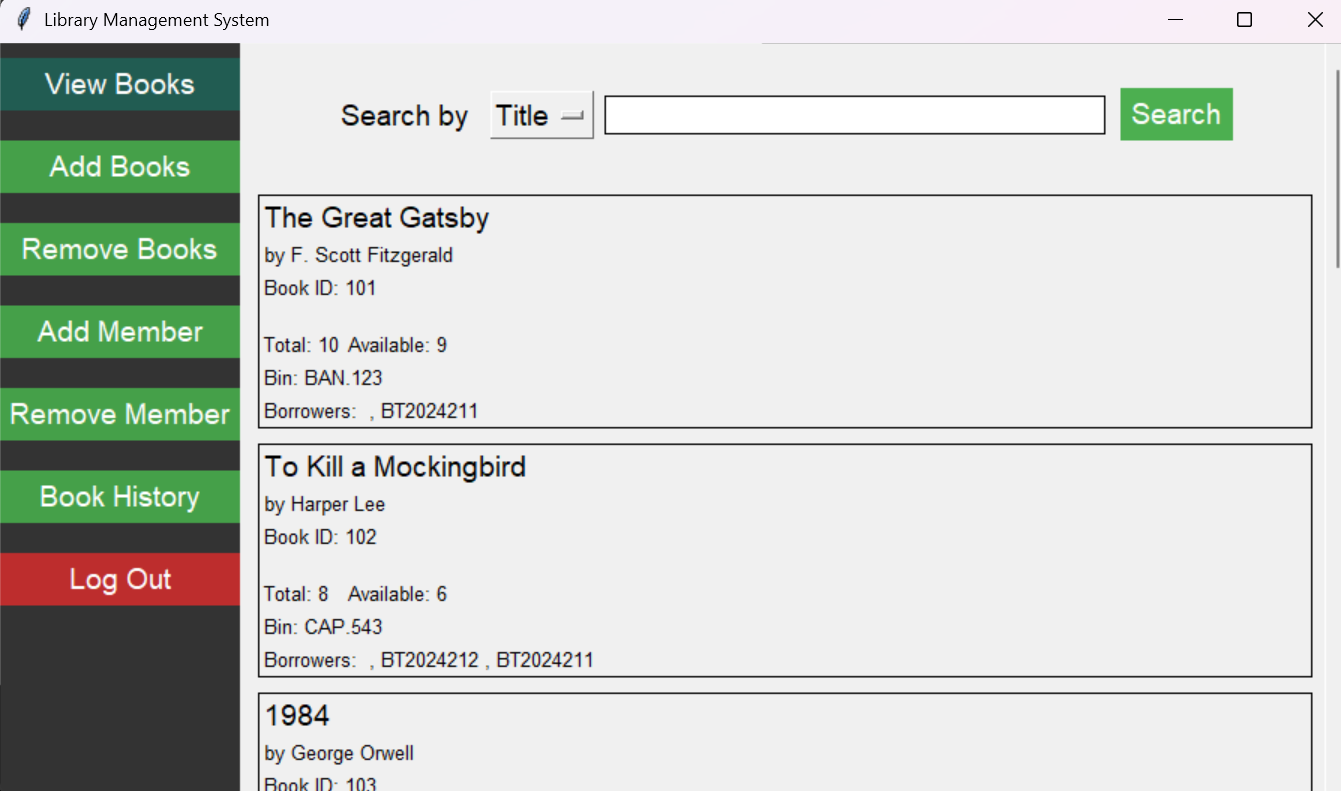 Library Management System
View Books
Add Books
Remove Books
Add Member
Remove Member
Book History
Log Out
Search by Title Search
The Great Gatsby
by F. Scott Fitzgerald
Book ID: 101
Total: 10 Available: 9
Bin: BAN.123
Borrowers: , BT2024211
To Kill a Mockingbird
by Harper Lee
Book ID: 102
Total: 8 Available: 6
Bin: CAP.543
Borrowers: , BT2024212 , BT2024211
1984
by George Orwell
Book ID: 103